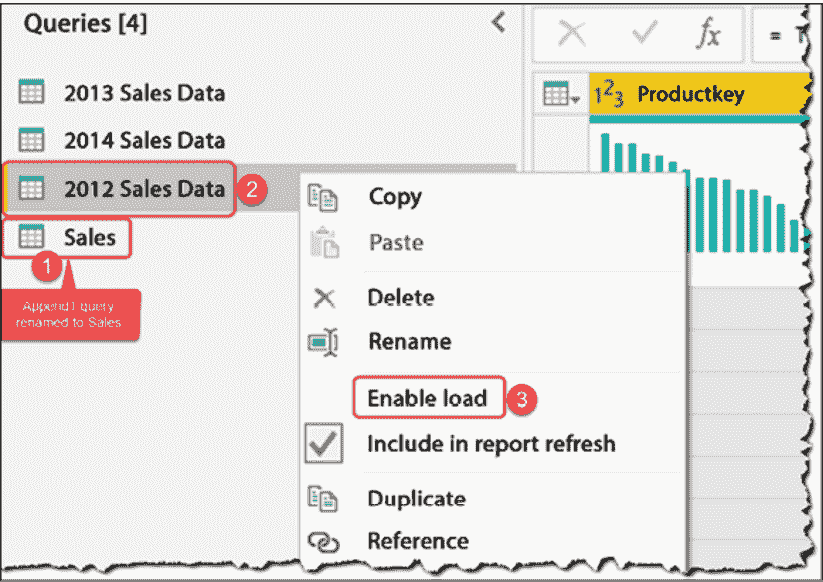 Queries [4]
fx
=
123 Productkey
2013 Sales Data
2014 Sales Data
2012 Sales Data
2
Sales
1
Append1 query
renamed to Sales
Copy
Paste
Delete
Rename
Enable load
3
Include in report refresh
Duplicate
Reference